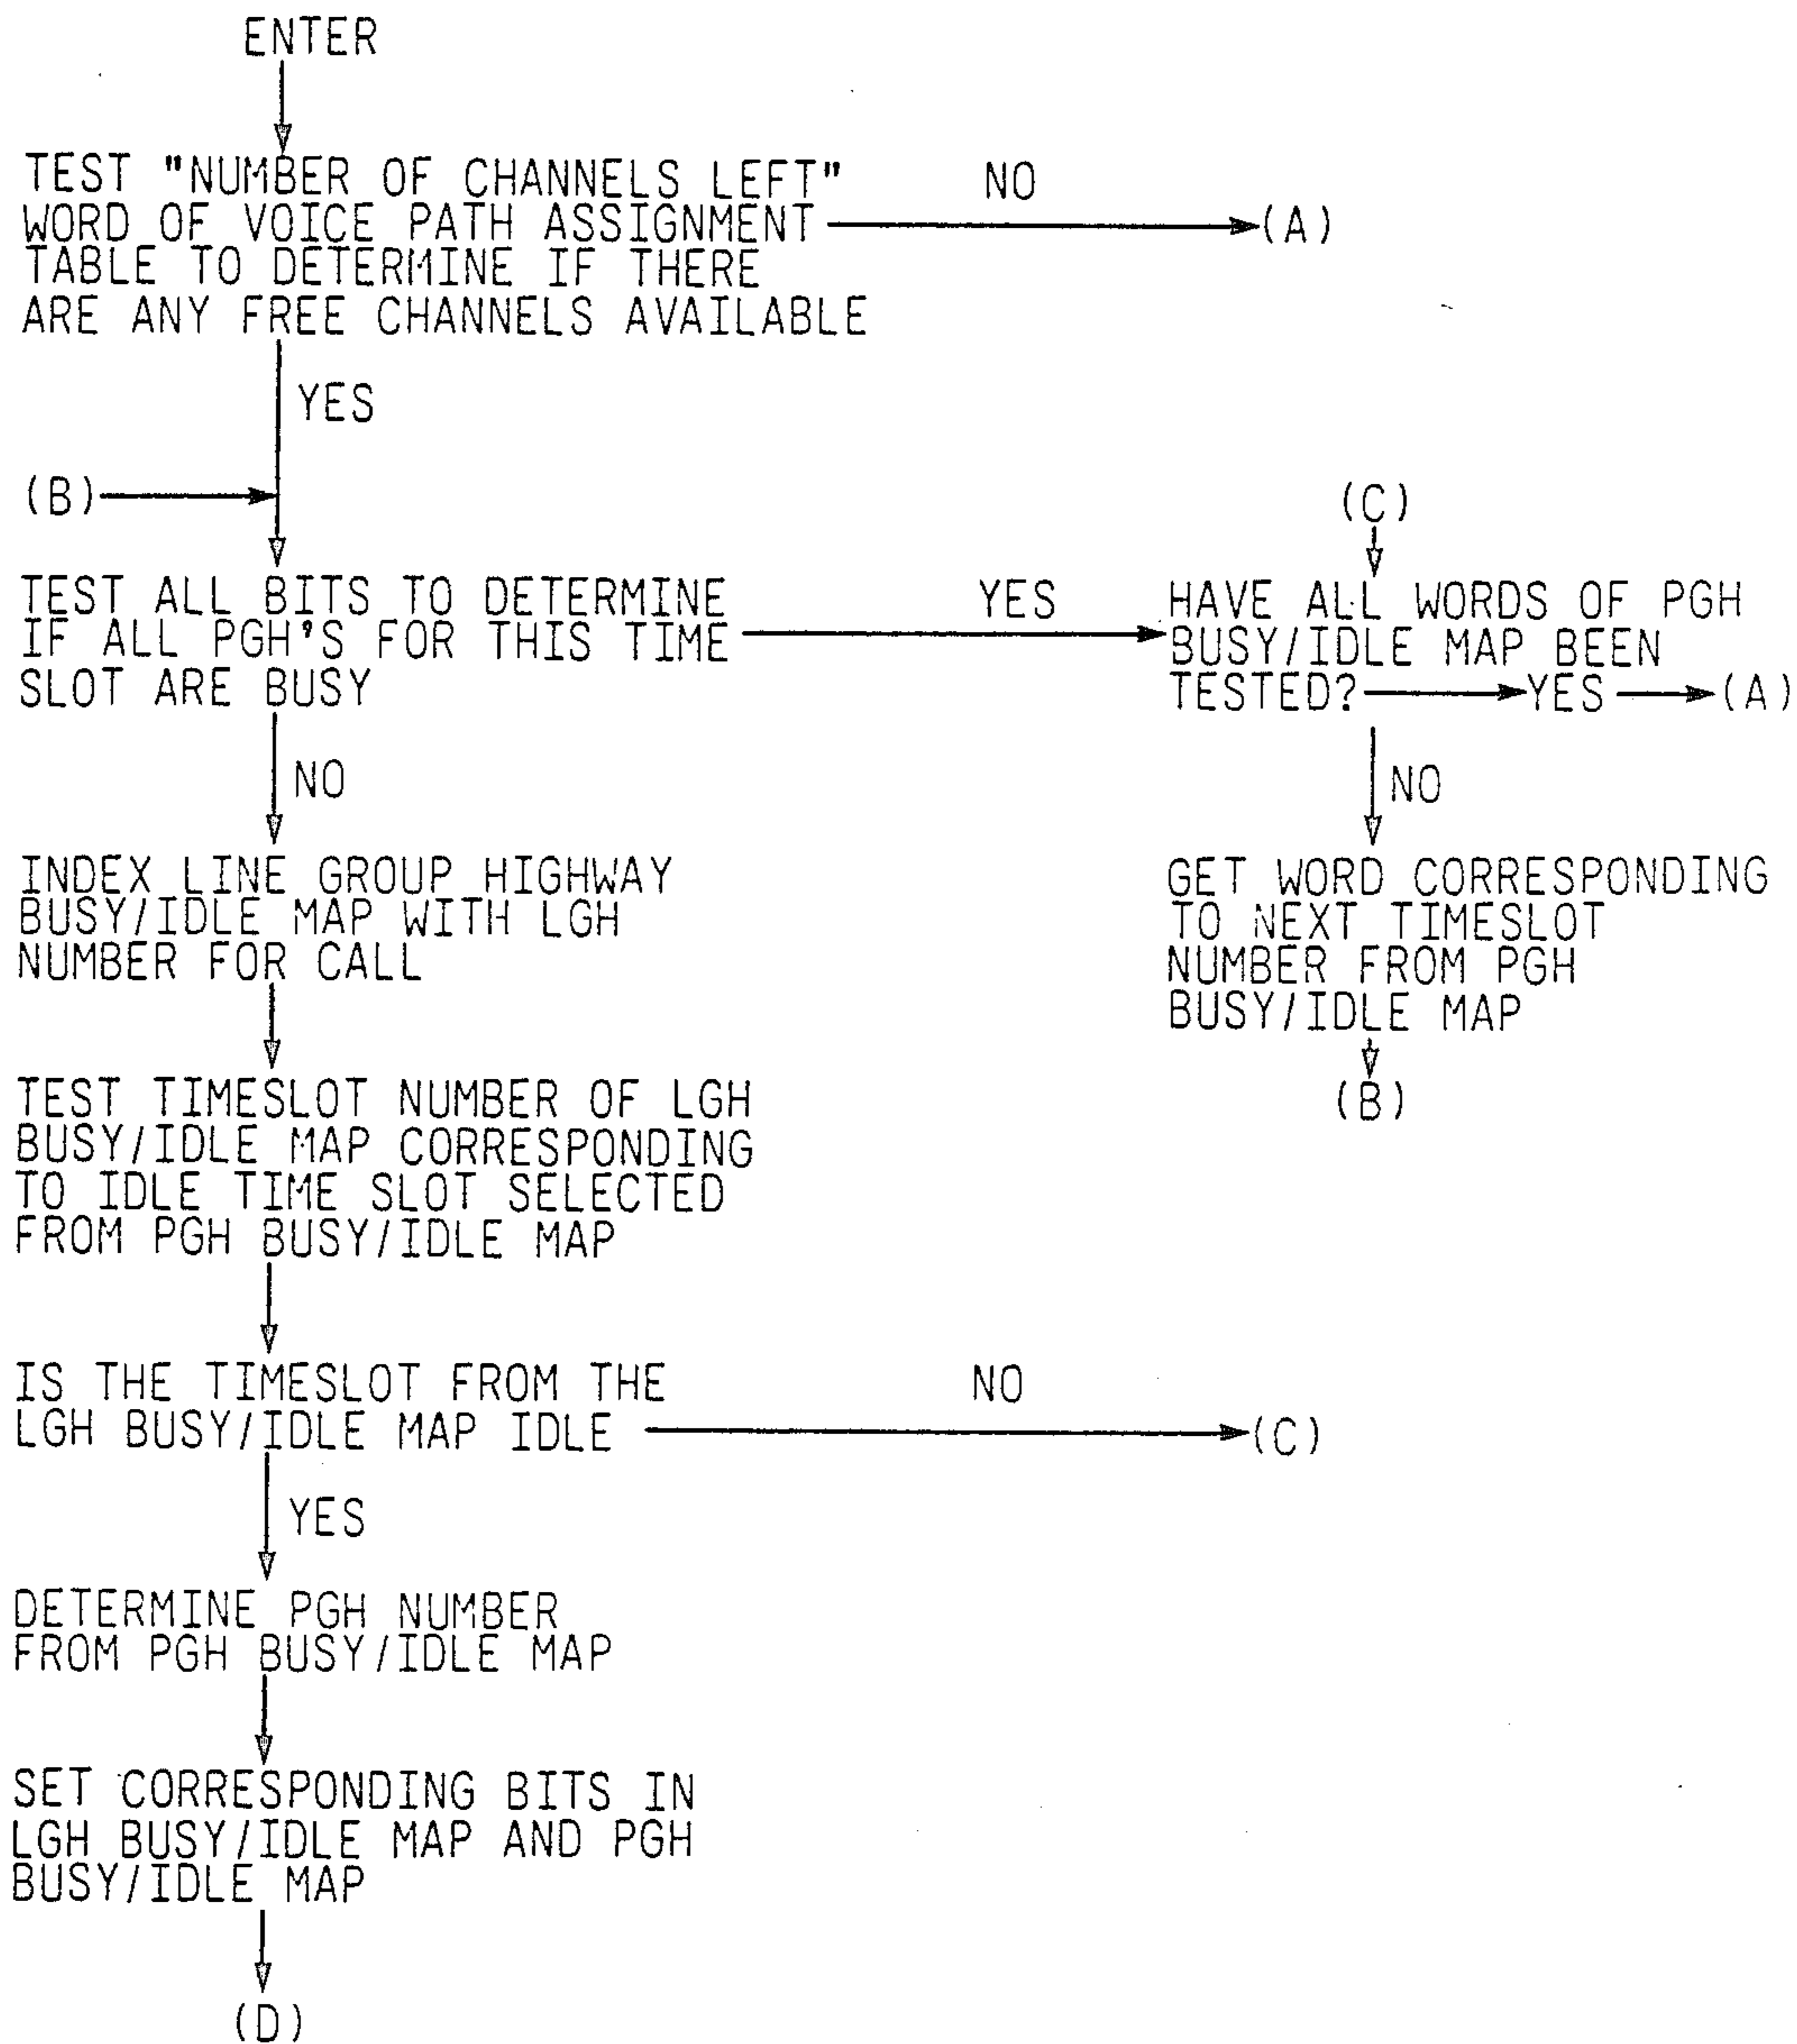 ENTER
TEST "NUMBER OF CHANNELS LEFT"
WORD OF VOICE PATH ASSIGNMENT
TABLE TO DETERMINE IF THERE
ARE ANY FREE CHANNELS AVAILABLE
NO
(A)
YES
(B)
TEST ALL BITS TO DETERMINE
IF ALL PGH'S FOR THIS TIME
SLOT ARE BUSY
YES
(C)
HAVE ALL WORDS OF PGH
BUSY/IDLE MAP BEEN
TESTED?
YES
(A)
NO
GET WORD CORRESPONDING
TO NEXT TIMESLOT
NUMBER FROM PGH
BUSY/IDLE MAP
(B)
NO
INDEX LINE GROUP HIGHWAY
BUSY/IDLE MAP WITH LGH
NUMBER FOR CALL
TEST TIMESLOT NUMBER OF LGH
BUSY/IDLE MAP CORRESPONDING
TO IDLE TIME SLOT SELECTED
FROM PGH BUSY/IDLE MAP
IS THE TIMESLOT FROM THE
LGH BUSY/IDLE MAP IDLE
NO
(C)
YES
DETERMINE PGH NUMBER
FROM PGH BUSY/IDLE MAP
SET CORRESPONDING BITS IN
LGH BUSY/IDLE MAP AND PGH
BUSY/IDLE MAP
(D)